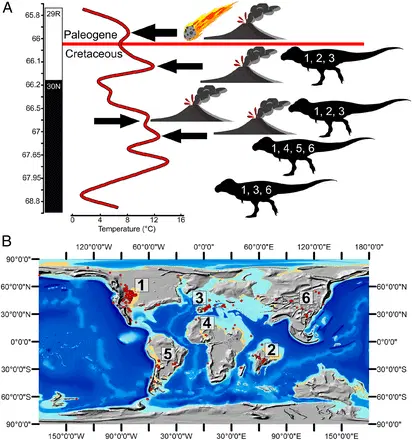 A
65.8
29R
Paleogene
66
Cretaceous
66.1
1, 2, 3
30N
66.2
66.5
1, 2, 3
67
1, 4, 5, 6
67.65
67.95
1, 3, 6
68.8
0 4 8 12 16
Temperature (°C)
B
120°0'0"W 60°0'0"W 0°0'0" 60°0'0"E 120°0'0"E 180°0'0"
90°0'0" 90°0'0"
60°0'0"N 1 3 6 60°0'0"N
30°0'0"N 4 30°0'0"N
0°0'0" 5 2 0°0'0"
30°0'0"S 30°0'0"S
60°0'0"S 60°0'0"S
90°0'0" 90°0'0"
150°0'0"W 90°0'0"W 30°0'0"W 30°0'0"E 90°0'0"E 150°0'0"E